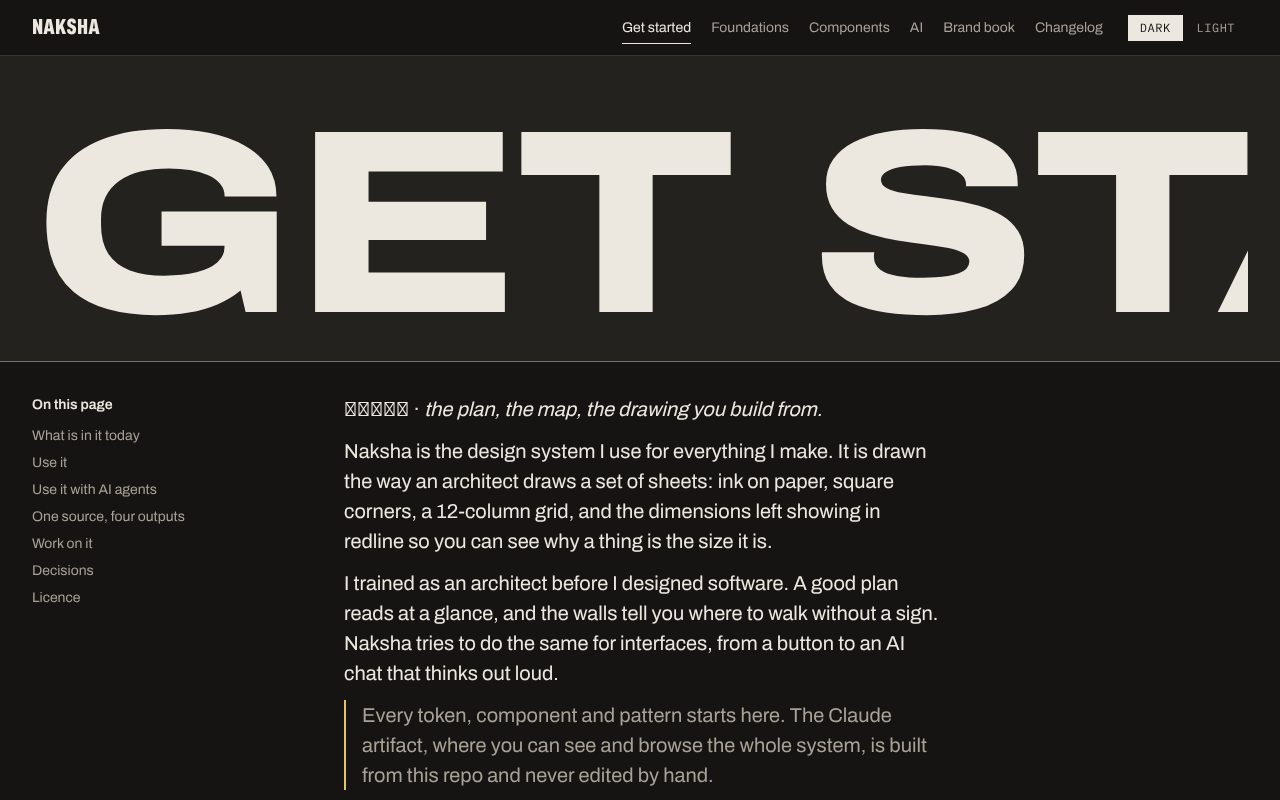 NAKSHA
Get started
Foundations
Components
AI
Brand book
Changelog
DARK
LIGHT
GET ST
On this page
What is in it today
Use it
Use it with AI agents
One source, four outputs
Work on it
Decisions
Licence
· the plan, the map, the drawing you build from.
Naksha is the design system I use for everything I make. It is drawn
the way an architect draws a set of sheets: ink on paper, square
corners, a 12-column grid, and the dimensions left showing in
redline so you can see why a thing is the size it is.
I trained as an architect before I designed software. A good plan
reads at a glance, and the walls tell you where to walk without a sign.
Naksha tries to do the same for interfaces, from a button to an AI
chat that thinks out loud.
Every token, component and pattern starts here. The Claude
artifact, where you can see and browse the whole system, is built
from this repo and never edited by hand.